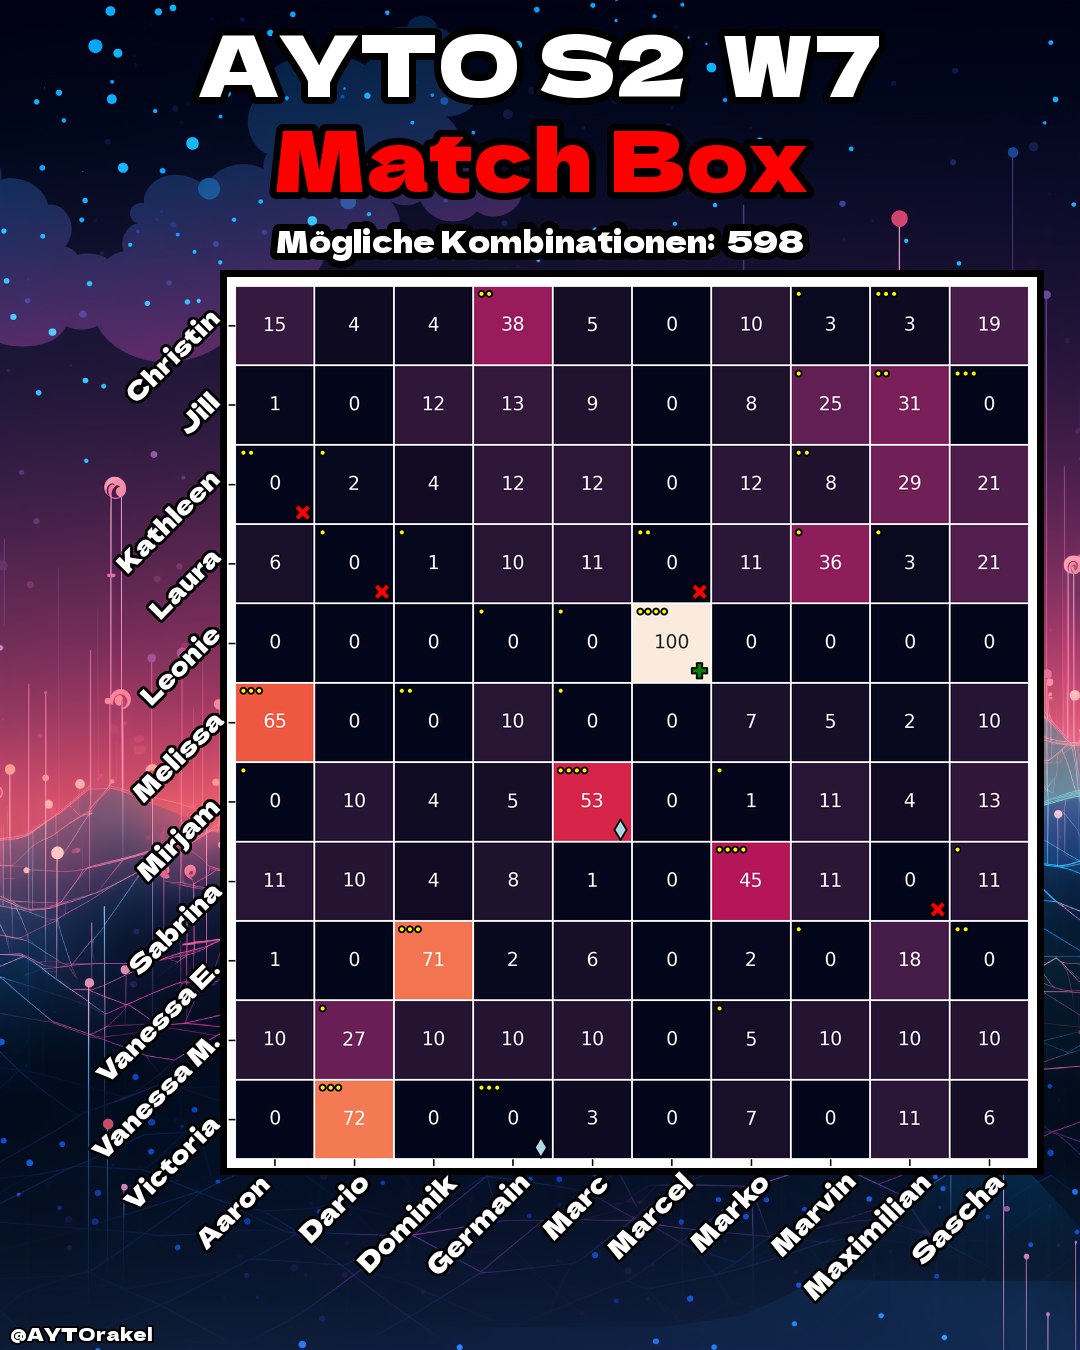 AYTO S2 W7
Match Box
Mögliche Kombinationen: 598
Christin 15 4 4 38 5 0 10 3 3 19
Jill 1 0 12 13 9 0 8 25 31 0
Kathleen 0 2 4 12 12 0 12 8 29 21
Laura 6 0 1 10 11 0 11 36 3 21
Leonie 0 0 0 0 0 100 0 0 0 0
Melissa 65 0 0 10 0 0 7 5 2 10
Mirjam 0 10 4 5 53 0 1 11 4 13
Sabrina 11 10 4 8 1 0 45 11 0 11
Vanessa E. 1 0 71 2 6 0 2 0 18 0
Vanessa M. 10 27 10 10 10 0 5 10 10 10
Victoria 0 72 0 0 3 0 7 0 11 6
Aaron Dario Dominik Germain Marc Marcel Marko Marvin Maximilian Sascha
@AYTOrakel